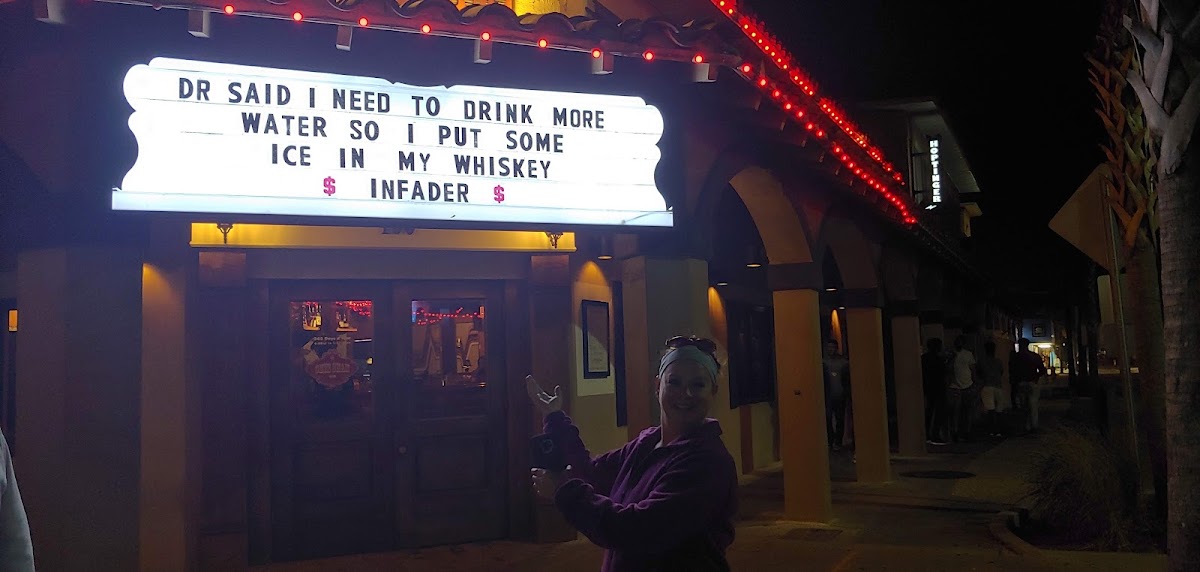 DR SAID I NEED TO DRINK MORE
WATER SO I PUT SOME
ICE IN MY WHISKEY
$ INFADER $
HOPTINGER